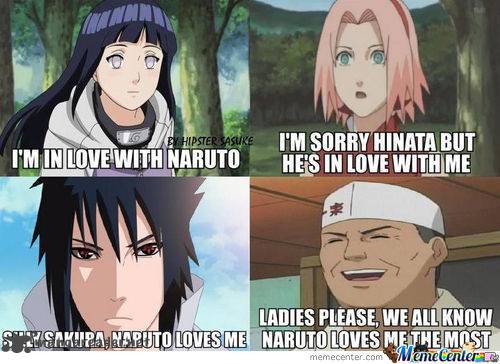 BY HIPSTER SASUKE
I'M IN LOVE WITH NARUTO
I'M SORRY HINATA BUT
HE'S IN LOVE WITH ME
SAKURA, NARUTO LOVES ME
LADIES PLEASE, WE ALL KNOW
NARUTO LOVES ME THE MOST
memecenter.com
MemeCenter